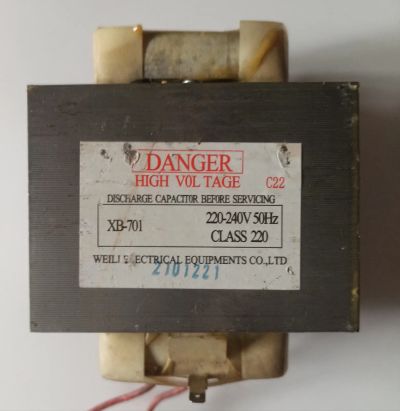 DANGER
HIGH VOLTAGE C22
DISCHARGE CAPACITOR BEFORE SERVICING
XB-701 220-240V 50Hz
CLASS 220
WEILI ELECTRICAL EQUIPMENTS CO.,LTD
2101221